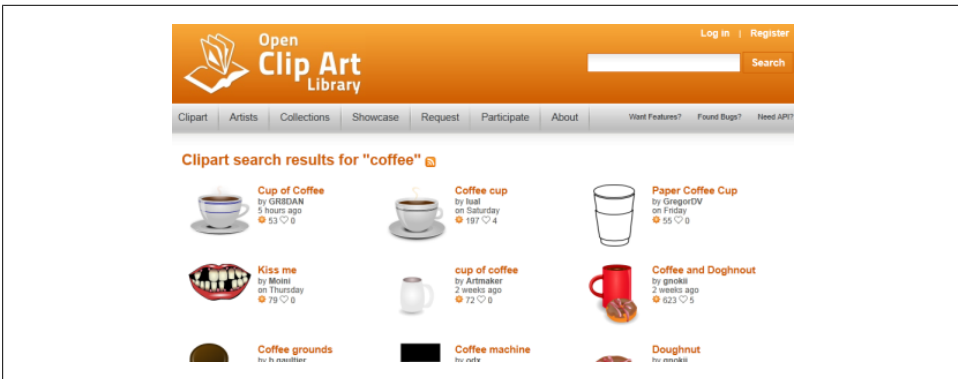 Log in | Register
Open
Clip Art
Library
Search
Clipart Artists Collections Showcase Request Participate About Want Features? Found Bugs? Need API?
Clipart search results for "coffee"
Cup of Coffee
by GR8DAN
5 hours ago
53 0
Coffee cup
by lual
on Saturday
197 4
Paper Coffee Cup
by GregorDV
on Friday
55 0
Kiss me
by Moini
on Thursday
79 0
cup of coffee
by Artmaker
2 weeks ago
72 0
Coffee and Doghnout
by gnokii
2 weeks ago
623 5
Coffee grounds
by h gaultier
Coffee machine
by odx
Doughnut
by gnokii